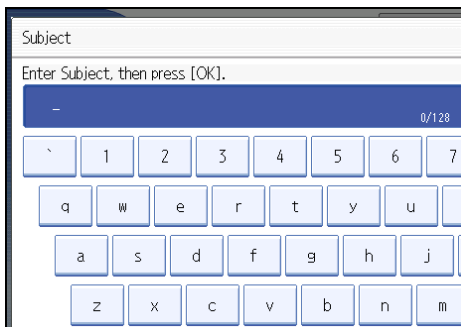 Subject
Enter Subject, then press [OK].
_
0/128
` 1 2 3 4 5 6 7
q w e r t y u
a s d f g h j
z x c v b n m